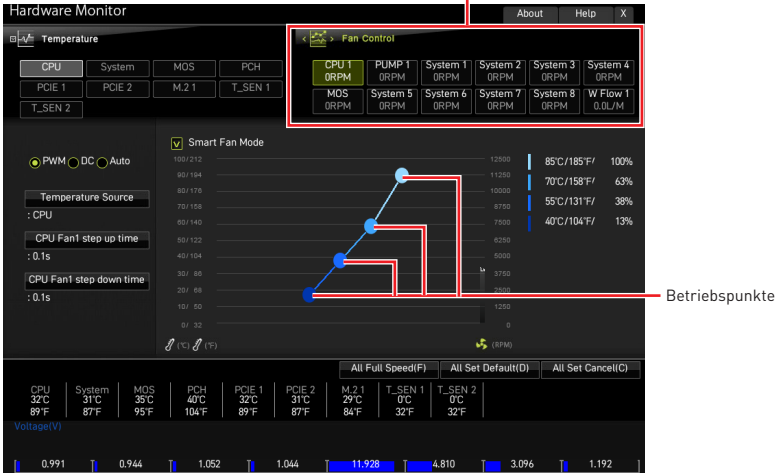 Hardware Monitor
About Help X
Temperature
< > Fan Control
CPU System MOS PCH
PCIE 1 PCIE 2 M.2 1 T_SEN 1
T_SEN 2
CPU 1 PUMP 1 System 1 System 2 System 3 System 4
0RPM 0RPM 0RPM 0RPM 0RPM 0RPM
MOS System 5 System 6 System 7 System 8 W Flow 1
0RPM 0RPM 0RPM 0RPM 0RPM 0.0L/M
V Smart Fan Mode
PWM DC Auto
Temperature Source
: CPU
CPU Fan1 step up time
: 0.1s
CPU Fan1 step down time
: 0.1s
100/212 12500
90/194 11250
80/176 10000
70/158 8750
60/140 7500
50/122 6250
40/104 5000
30/ 86 3750
20/ 68 2500
10/ 50 1250
0/ 32 0
(°C) (°F) (RPM)
85°C/185°F/ 100%
70°C/158°F/ 63%
55°C/131°F/ 38%
40°C/104°F/ 13%
Betriebspunkte
All Full Speed(F) All Set Default(D) All Set Cancel(C)
CPU System MOS PCH PCIE 1 PCIE 2 M.2 1 T_SEN 1 T_SEN 2
32°C 31°C 35°C 40°C 32°C 31°C 29°C 0°C 0°C
89°F 87°F 95°F 104°F 89°F 87°F 84°F 32°F 32°F
Voltage(V)
0.991 0.944 1.052 1.044 11.928 4.810 3.096 1.192